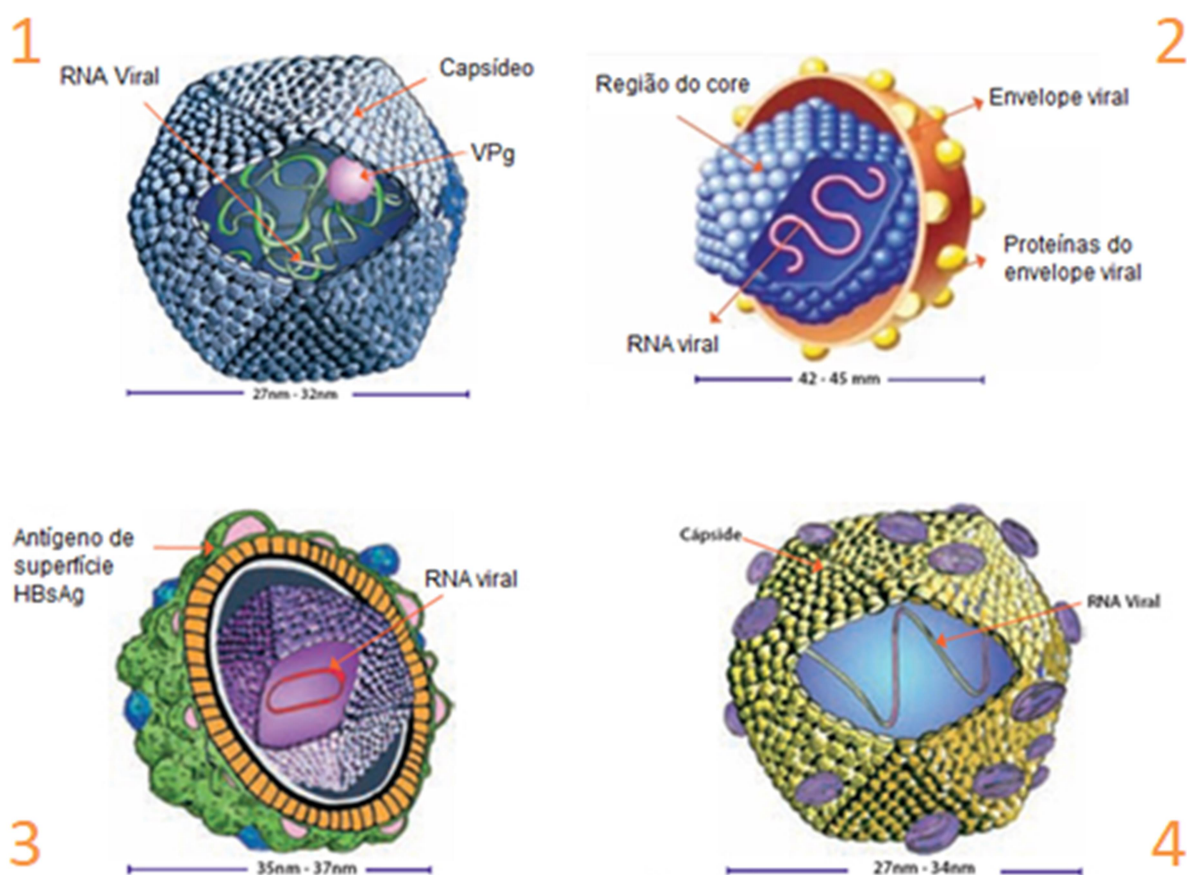 1
RNA Viral
Capsídeo
VPg
27nm - 32nm
2
Região do core
Envelope viral
Proteínas do
envelope viral
RNA viral
42 - 45 mm
Antígeno de
superfície
HBsAg
RNA viral
3
35nm - 37nm
Cápside
RNA Viral
27nm - 34nm
4